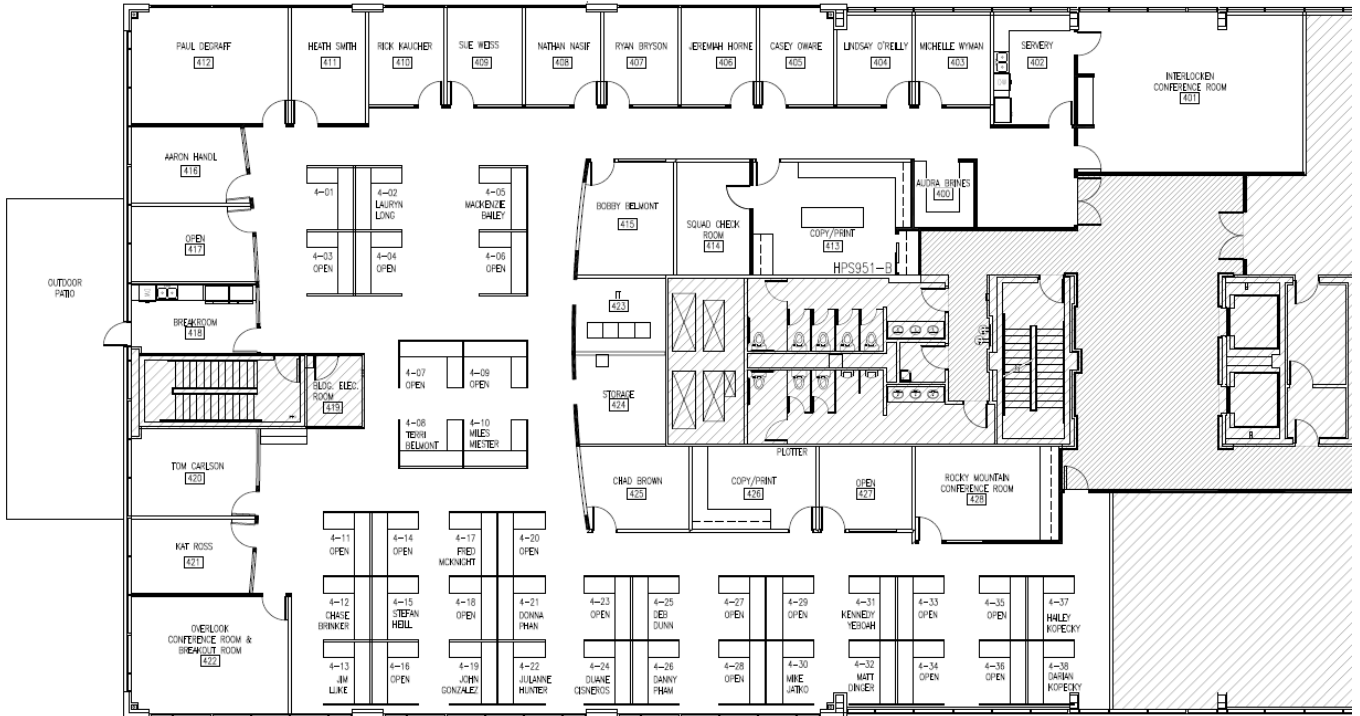 PAUL DEGRAFF
412
HEATH SMITH
411
RICK KAUCHER
410
SUE WEISS
409
NATHAN NASIF
408
RYAN BRYSON
407
JEREMIAH HORNE
406
CASEY OWARE
405
LINDSAY O'REILLY
404
MICHELLE WYMAN
403
SERVERY
402
INTERLOCKEN
CONFERENCE ROOM
401
AARON HANDL
416
OPEN
417
OUTDOOR
PATIO
BREAKROOM
418
BLDG. ELEC.
ROOM
419
4-01
4-02
LAURYN
LONG
4-05
MACKENZIE
BAILEY
4-03
OPEN
4-04
OPEN
4-06
OPEN
BOBBY BELMONT
415
SQUAD CHECK
ROOM
414
COPY/PRINT
413
HPS951-B
AUDRA BRINES
400
IT
423
STORAGE
424
4-07
OPEN
4-09
OPEN
4-08
TERRI
BELMONT
4-10
MILES
MIESTER
TOM CARLSON
420
KAT ROSS
421
OVERLOOK
CONFERENCE ROOM &
BREAKOUT ROOM
422
CHAD BROWN
425
PLOTTER
COPY/PRINT
426
OPEN
427
ROCKY MOUNTAIN
CONFERENCE ROOM
428
4-11
OPEN
4-14
OPEN
4-17
FRED
MCKNIGHT
4-20
OPEN
4-12
CHASE
BRINKER
4-15
STEFAN
HEILL
4-18
OPEN
4-21
DONNA
PHAN
4-23
OPEN
4-25
DEB
DUNN
4-27
OPEN
4-29
OPEN
4-31
KENNEDY
YEBOAH
4-33
OPEN
4-35
OPEN
4-37
HAILEY
KOPECKY
4-13
JIM
LUKE
4-16
OPEN
4-19
JOHN
GONZALEZ
4-22
JULANNE
HUNTER
4-24
DUANE
CISNEROS
4-26
DANNY
PHAM
4-28
OPEN
4-30
MIKE
JATKO
4-32
MATT
DINGER
4-34
OPEN
4-36
OPEN
4-38
DARIAN
KOPECKY